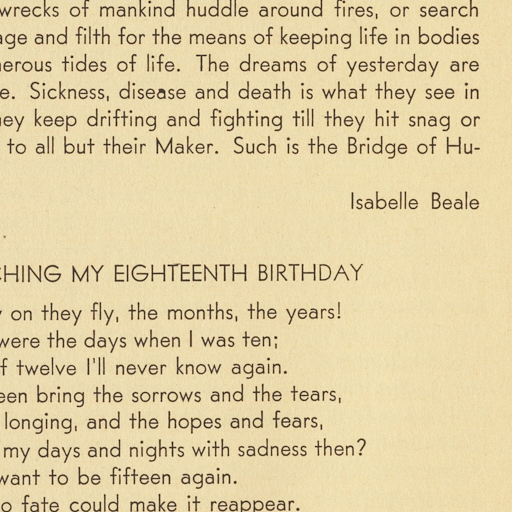 wrecks of mankind huddle around fires, or search
age and filth for the means of keeping life in bodies
erous tides of life. The dreams of yesterday are
e. Sickness, disease and death is what they see in
ey keep drifting and fighting till they hit snag or
to all but their Maker. Such is the Bridge of Hu-
Isabelle Beale
CHING MY EIGHTEENTH BIRTHDAY
y on they fly, the months, the years!
were the days when I was ten;
f twelve I'll never know again.
een bring the sorrows and the tears,
longing, and the hopes and fears,
my days and nights with sadness then?
want to be fifteen again.
o fate could make it reappear.